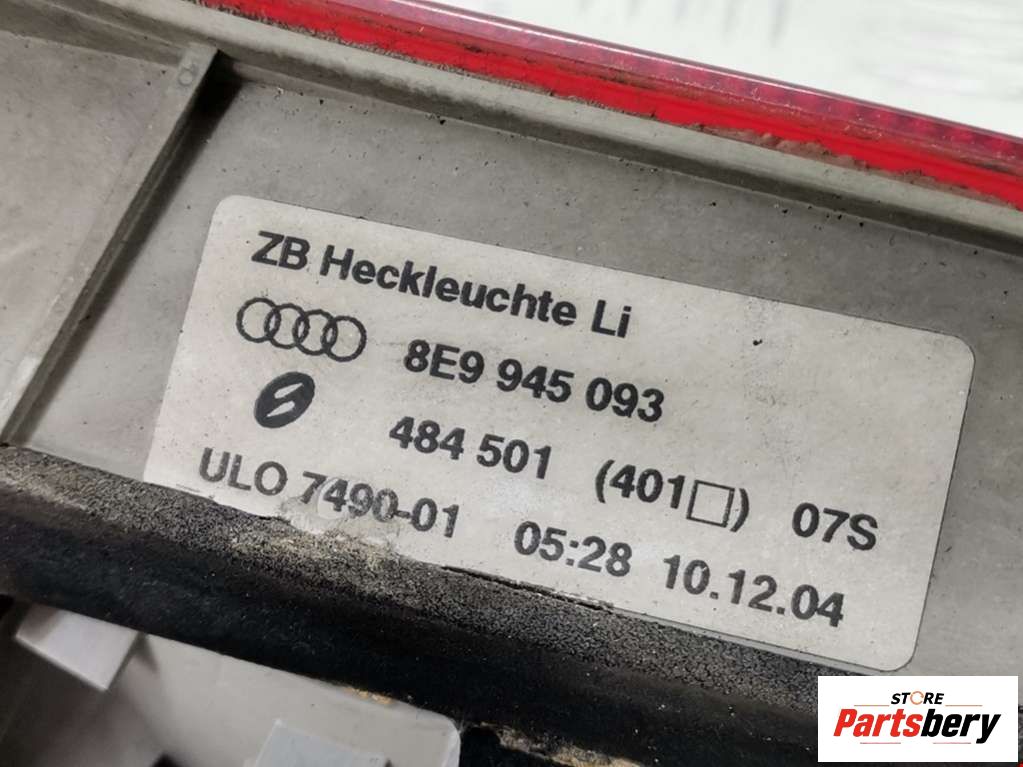 ZB Heckleuchte Li
8E9 945 093
484 501 (401□) 07S
ULO 7490-01 05:28 10.12.04
STORE
Partsbery